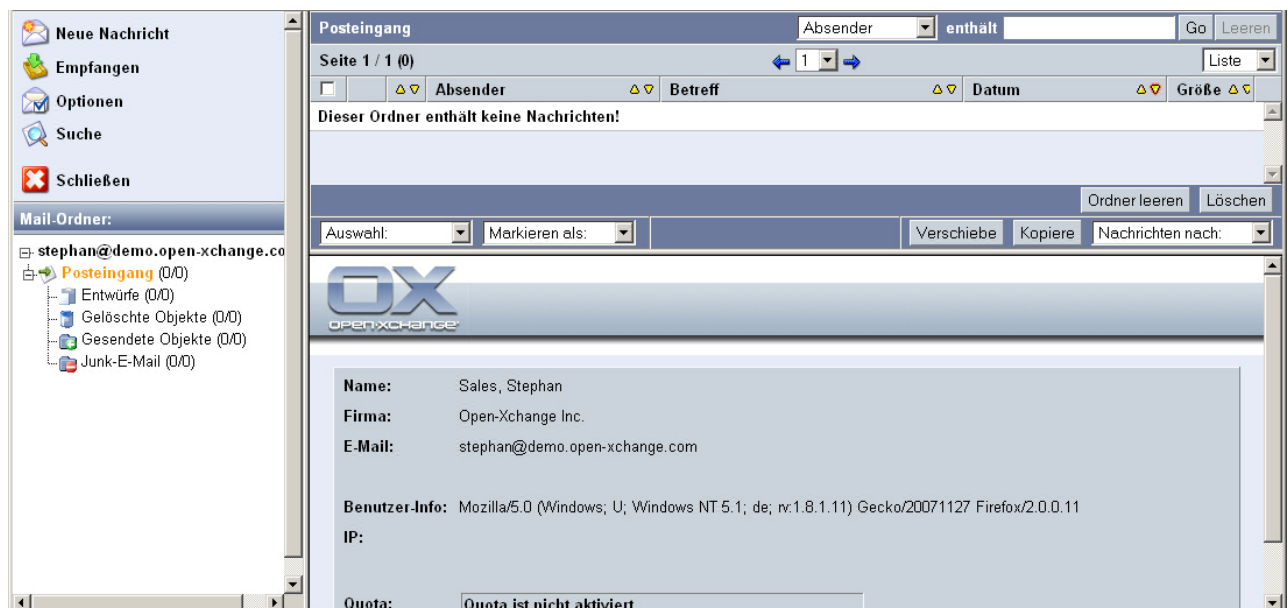 Neue Nachricht
Empfangen
Optionen
Suche
Schließen
Mail-Ordner:
stephan@demo.open-xchange.co
Posteingang (0/0)
Entwürfe (0/0)
Gelöschte Objekte (0/0)
Gesendete Objekte (0/0)
Junk-E-Mail (0/0)
Posteingang Absender enthält Go Leeren
Seite 1 / 1 (0) 1 Liste
Absender Betreff Datum Größe
Dieser Ordner enthält keine Nachrichten!
Ordner leeren Löschen
Auswahl: Markieren als: Verschiebe Kopiere Nachrichten nach:
OX
OPEN-XCHANGE
Name: Sales, Stephan
Firma: Open-Xchange Inc.
E-Mail: stephan@demo.open-xchange.com
Benutzer-Info: Mozilla/5.0 (Windows; U; Windows NT 5.1; de; rv:1.8.1.11) Gecko/20071127 Firefox/2.0.0.11
IP:
Quota: Quota ist nicht aktiviert